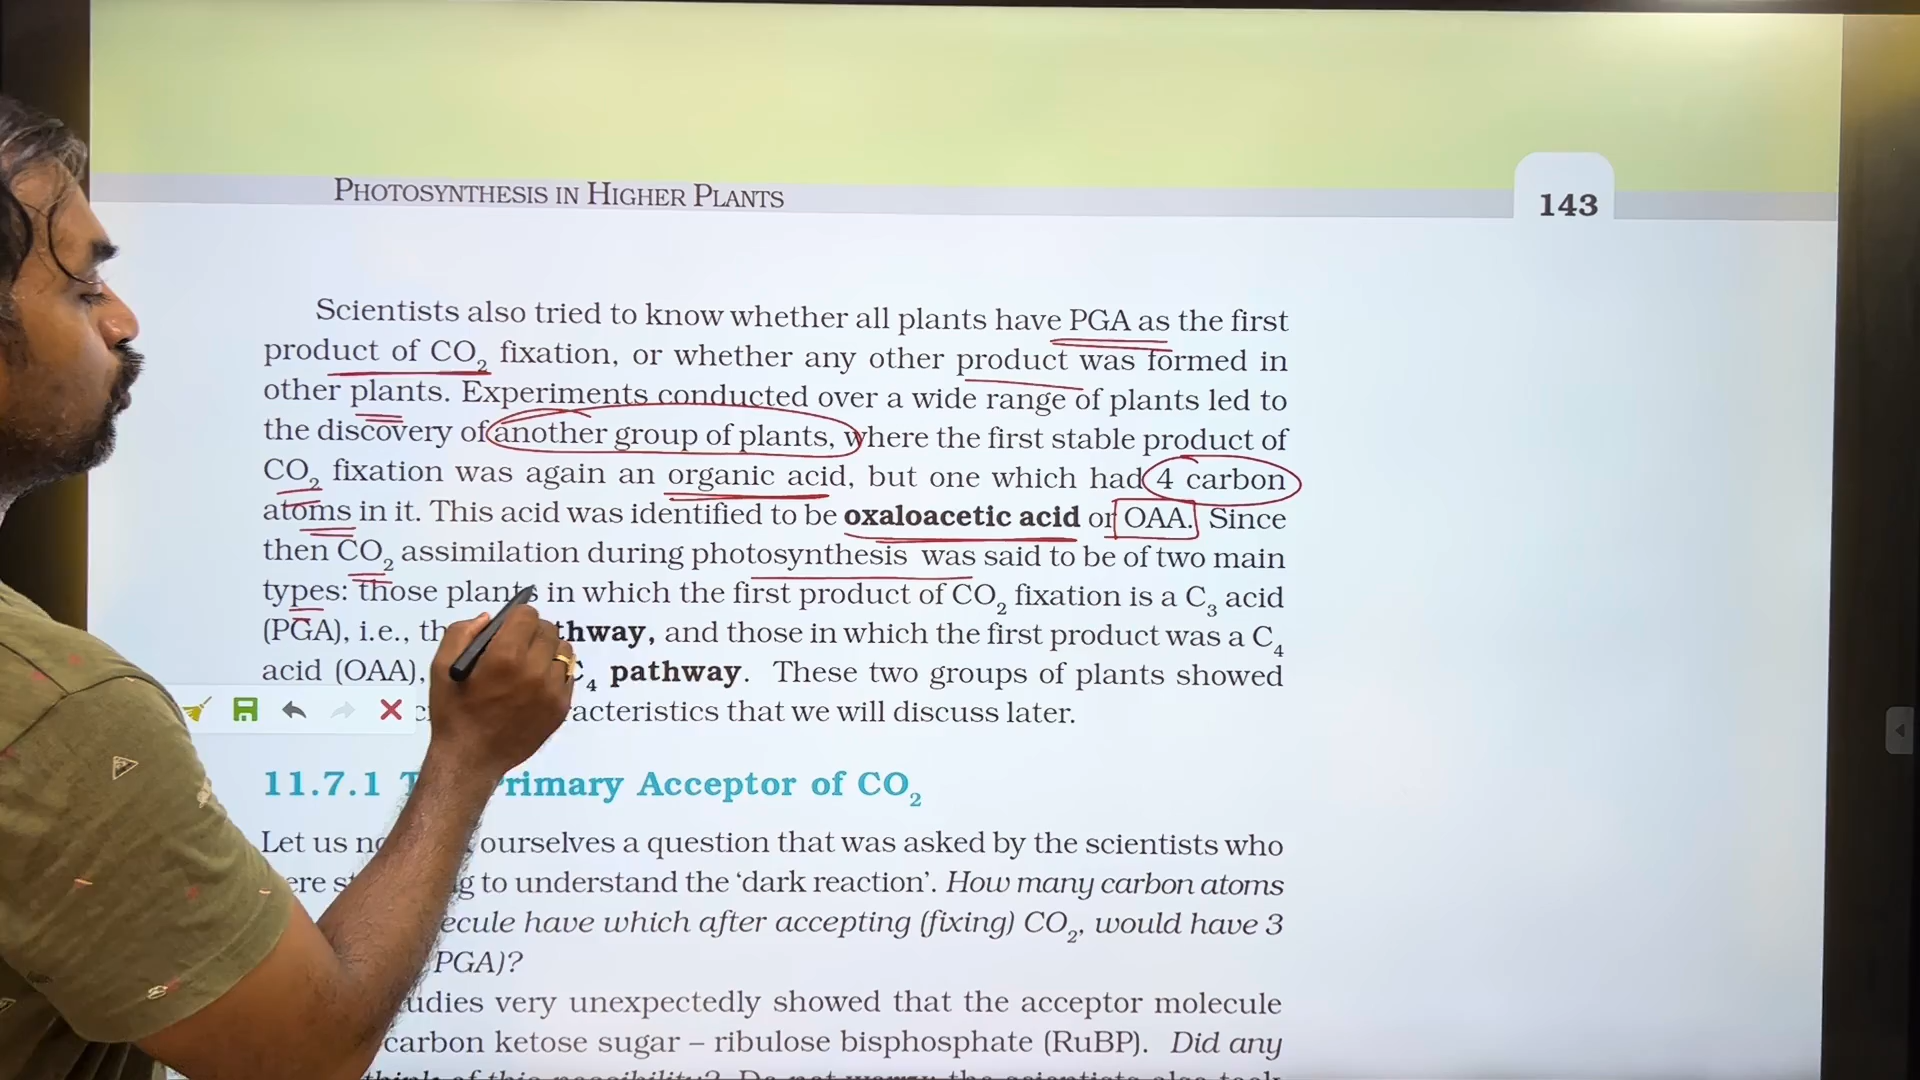 PHOTOSYNTHESIS IN HIGHER PLANTS
143
Scientists also tried to know whether all plants have PGA as the first
product of CO₂ fixation, or whether any other product was formed in
other plants. Experiments conducted over a wide range of plants led to
the discovery of another group of plants, where the first stable product of
CO₂ fixation was again an organic acid, but one which had 4 carbon
atoms in it. This acid was identified to be oxaloacetic acid or OAA. Since
then CO₂ assimilation during photosynthesis was said to be of two main
types: those plants in which the first product of CO₂ fixation is a C₃ acid
(PGA), i.e., and those in which the first product was a C₄
acid (OAA), C₄ pathway. These two groups of plants showed
that we will discuss later.
11.7.1 Primary Acceptor of CO₂
Let us ourselves a question that was asked by the scientists who
to understand the ‘dark reaction’. How many carbon atoms
have which after accepting (fixing) CO₂, would have 3
PGA)?
very unexpectedly showed that the acceptor molecule
carbon ketose sugar – ribulose bisphosphate (RuBP). Did any